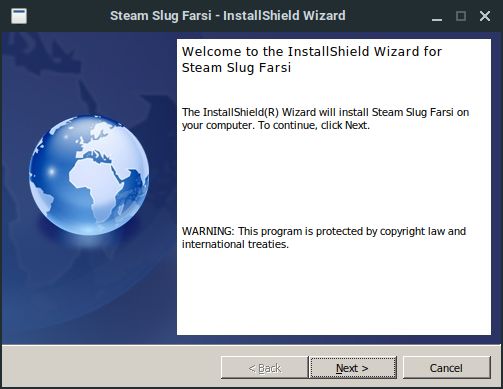 Steam Slug Farsi - InstallShield Wizard
Welcome to the InstallShield Wizard for
Steam Slug Farsi
The InstallShield(R) Wizard will install Steam Slug Farsi on
your computer. To continue, click Next.
WARNING: This program is protected by copyright law and
international treaties.
< Back
Next >
Cancel